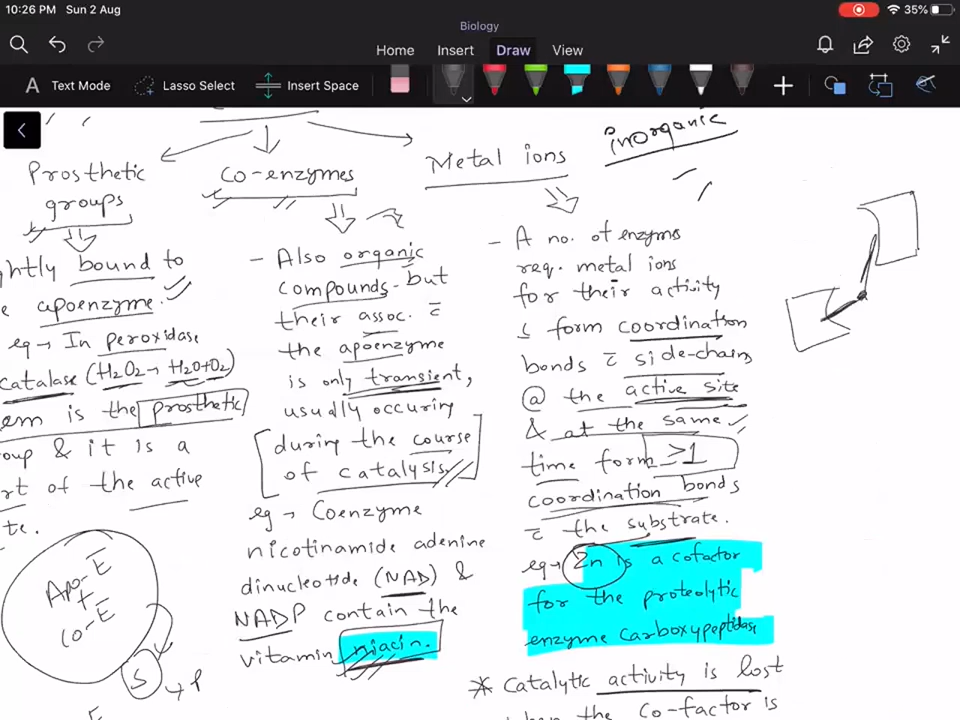 10:26 PM Sun 2 Aug
35%
Biology
Home Insert Draw View
Text Mode
Lasso Select
Insert Space
inorganic
Prosthetic
groups
ghtly bound to
e apoenzyme.
eg → In peroxidase
catalase (H2O2 → H2O+O2)
em is the prosthetic
oup & it is a
rt of the active
te.
Apo-E
+
Co-E
S → P
E
Co-enzymes
- Also organic
compounds but
their assoc. c̄
the apoenzyme
is only transient,
usually occuring
during the course
of catalysis
eg → Coenzyme
nicotinamide adenine
dinucleotide (NAD) &
NADP contain the
vitamin niacin.
Metal ions
- A no. of enzymes
req. metal ions
for their activity
& form coordination
bonds c̄ side-chains
@ the active site
& at the same
time form ≥1
coordination bonds
c̄ the substrate.
eg → Zn is a cofactor
for the proteolytic
enzyme carboxypeptidase
* Catalytic activity is lost
when the Co-factor is